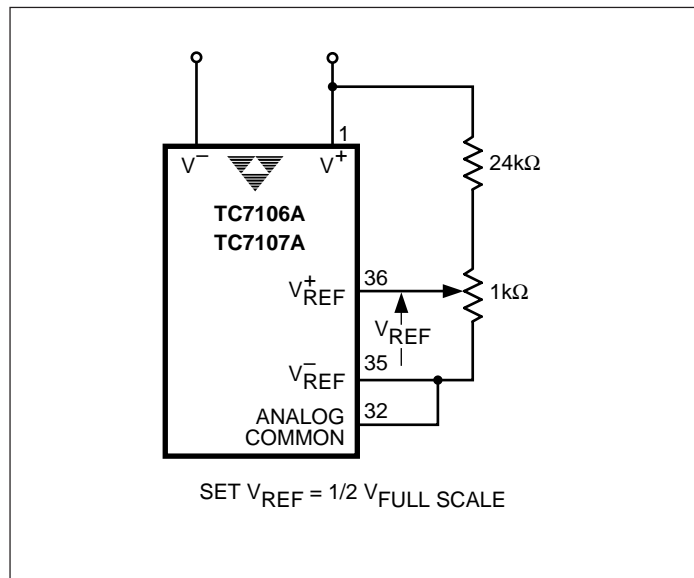 1
V− V+
TC7106A
TC7107A
24kΩ
V+REF 36
1kΩ
VREF
V−REF 35
ANALOG COMMON 32
SET VREF = 1/2 VFULL SCALE